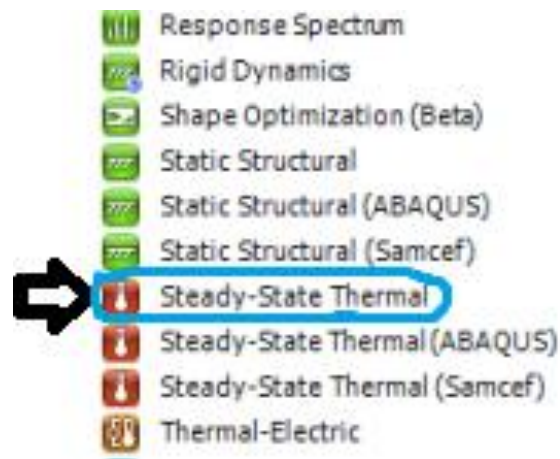 Response Spectrum
Rigid Dynamics
Shape Optimization (Beta)
Static Structural
Static Structural (ABAQUS)
Static Structural (Samcef)
Steady-State Thermal
Steady-State Thermal (ABAQUS)
Steady-State Thermal (Samcef)
Thermal-Electric